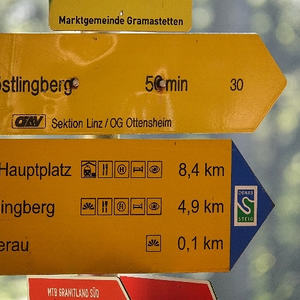 Marktgemeinde Gramastetten
östlingberg 50 min 30
ÖAV Sektion Linz / OG Ottensheim
Hauptplatz 8,4 km
ingberg 4,9 km
erau 0,1 km
DONAU
STEIG
MTB GRANITLAND SÜD